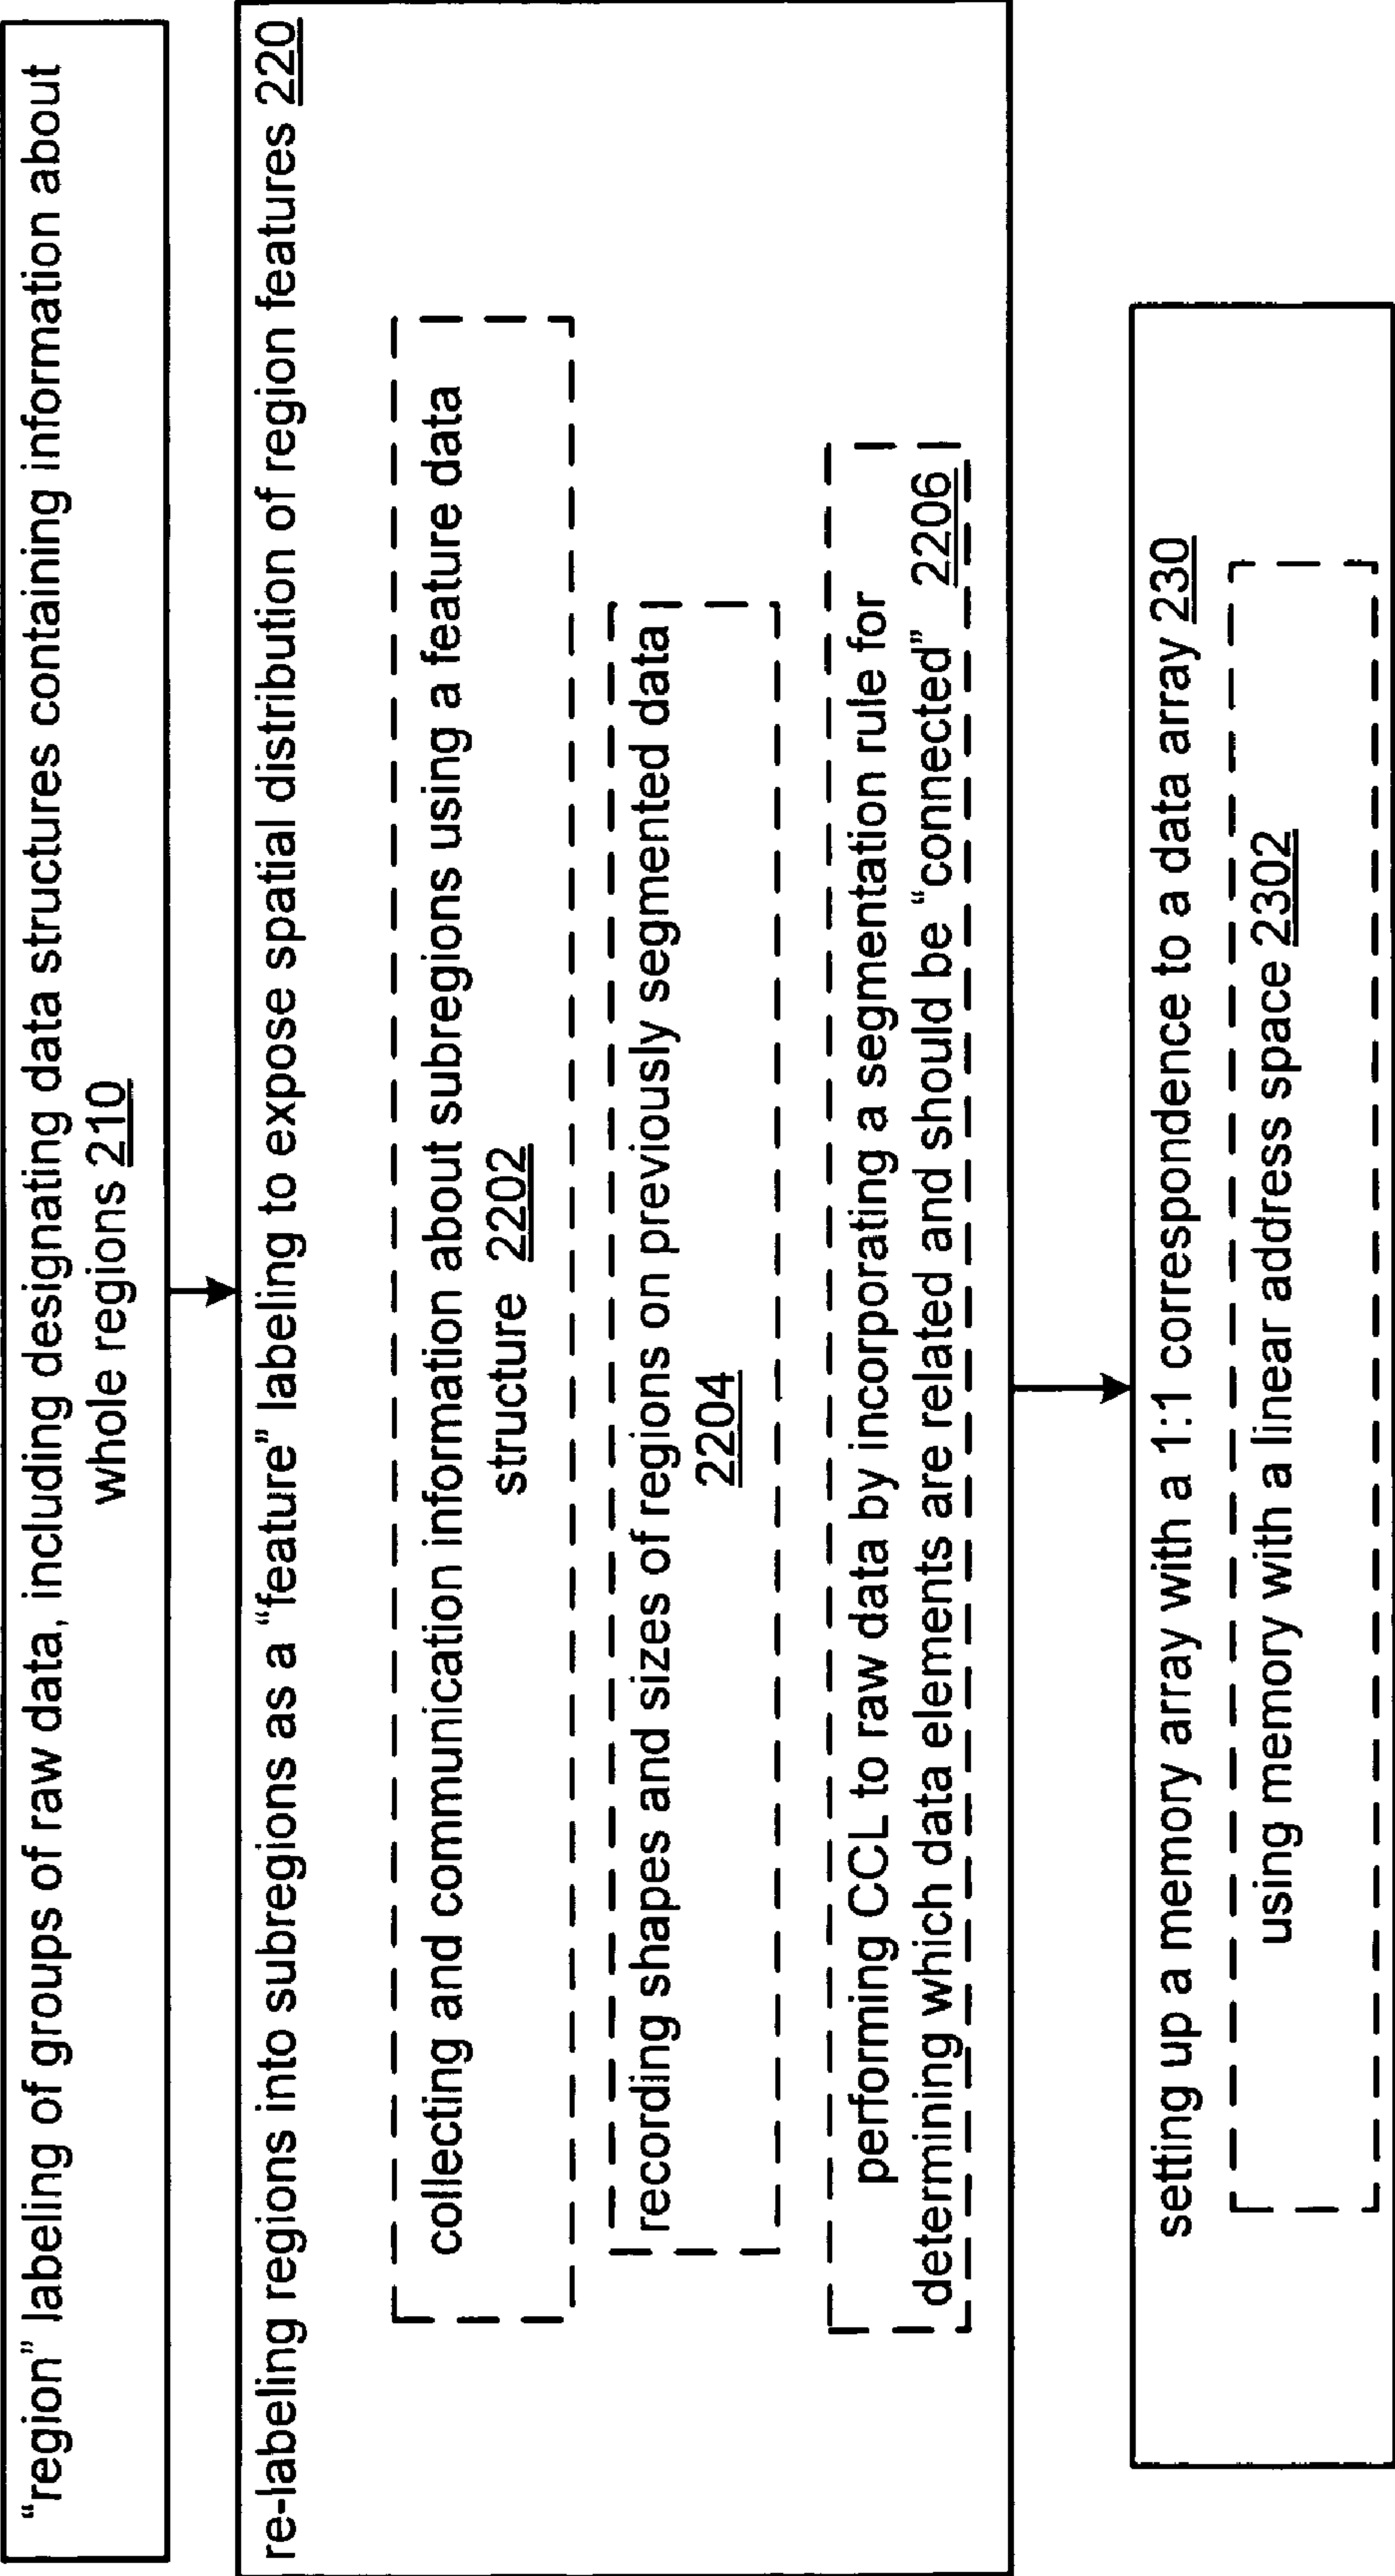 “region” labeling of groups of raw data, including designating data structures containing information about
whole regions 210
re-labeling regions into subregions as a “feature” labeling to expose spatial distribution of region features 220
collecting and communication information about subregions using a feature data
structure 2202
recording shapes and sizes of regions on previously segmented data
2204
performing CCL to raw data by incorporating a segmentation rule for
determining which data elements are related and should be “connected” 2206
setting up a memory array with a 1:1 correspondence to a data array 230
using memory with a linear address space 2302